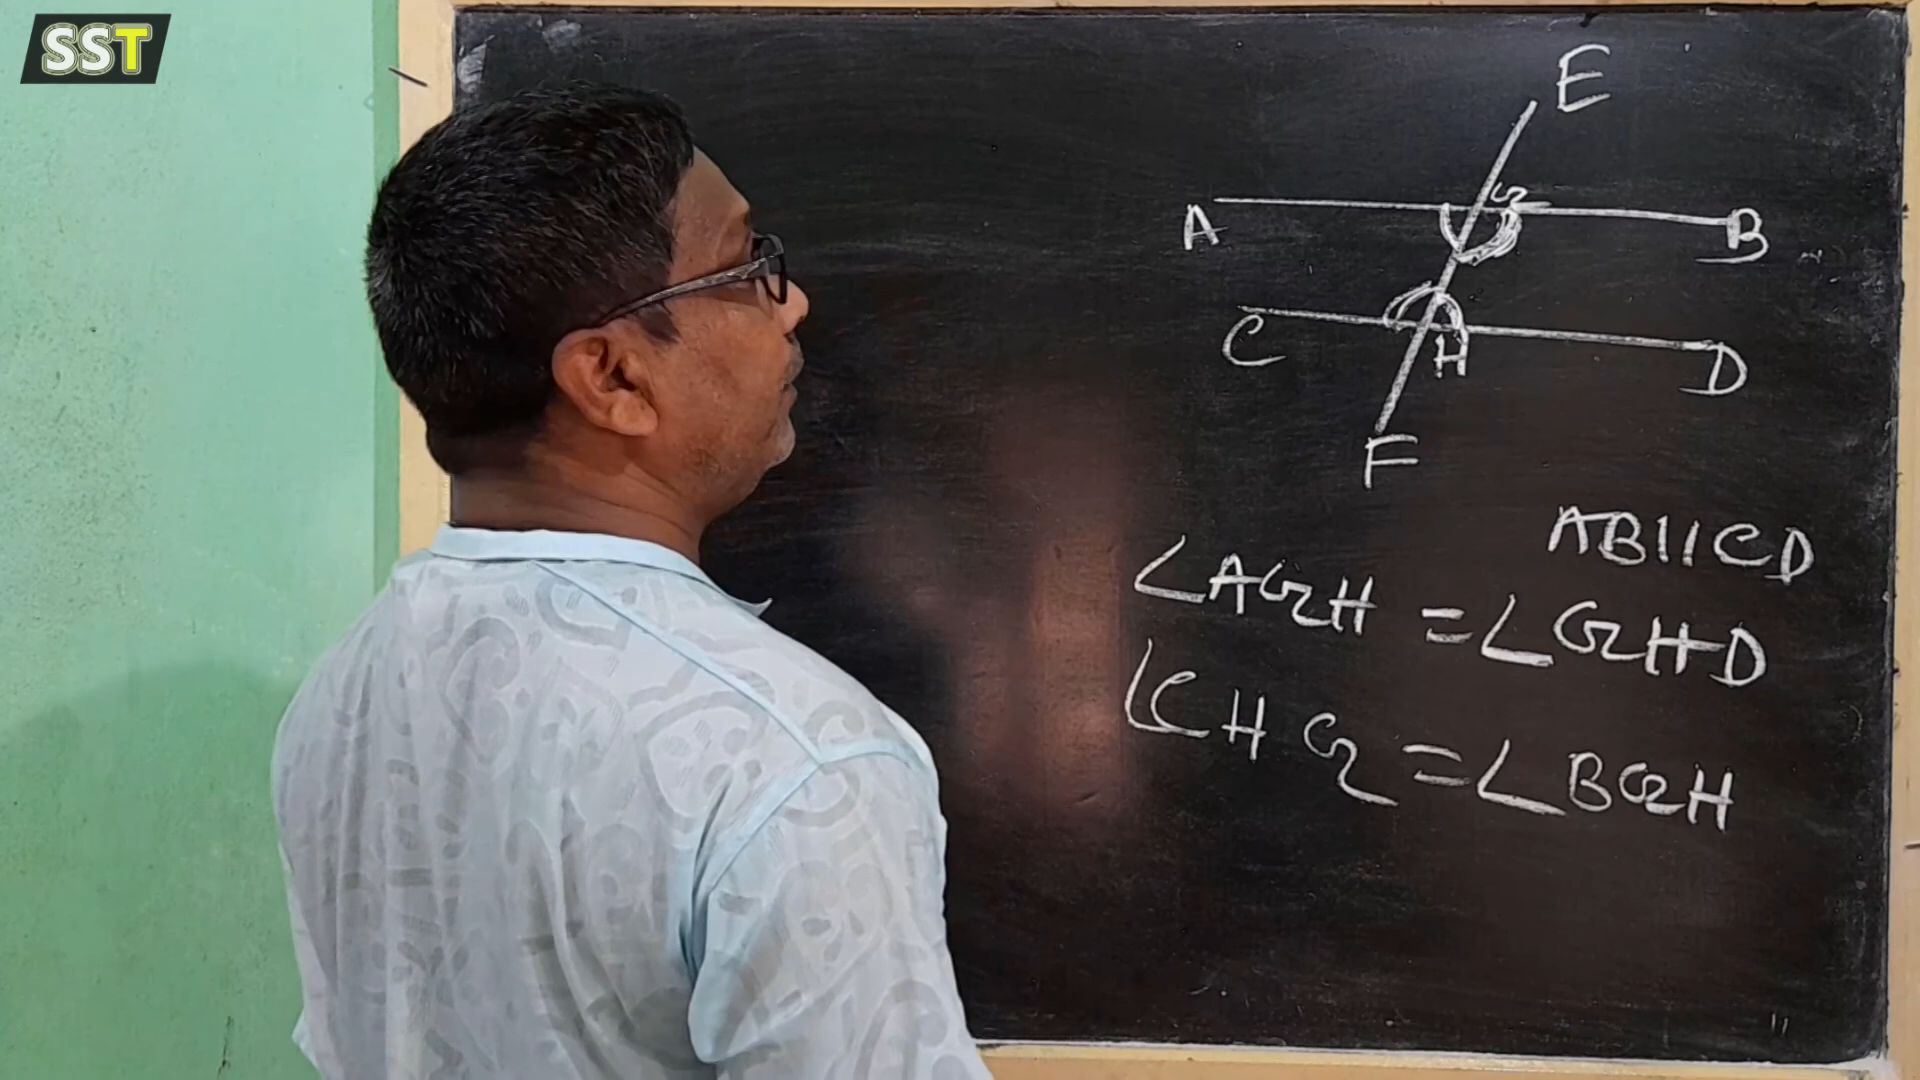 SST
E
G
A B
C D
H
F
AB||CD
∠AGH = ∠GHD
∠CHG = ∠BGH